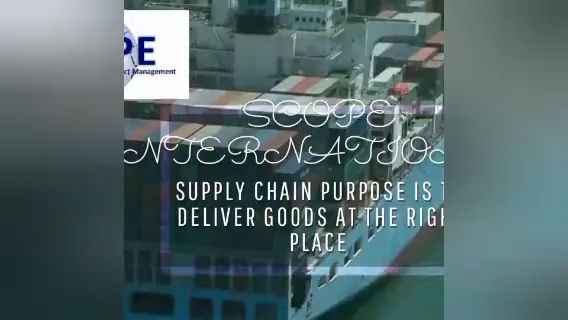 PE
ct Management
SCOPE
NTERNATIO
SUPPLY CHAIN PURPOSE IS T
DELIVER GOODS AT THE RIGH
PLACE